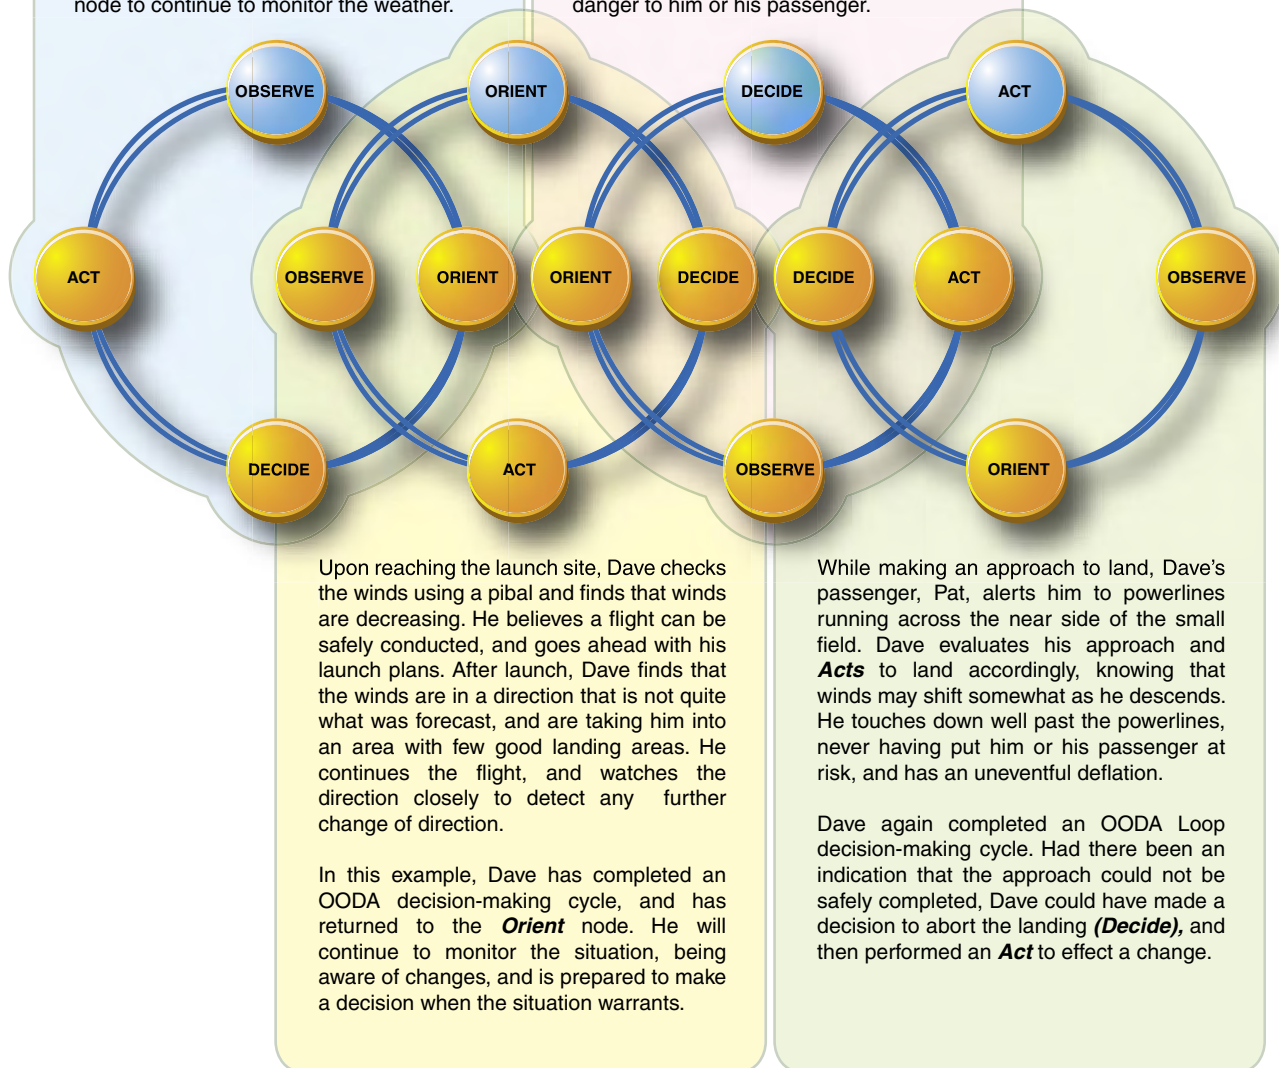 node to continue to monitor the weather.
danger to him or his passenger.
OBSERVE
ORIENT
DECIDE
ACT
ACT
OBSERVE
ORIENT
ORIENT
DECIDE
DECIDE
ACT
OBSERVE
DECIDE
ACT
OBSERVE
ORIENT
Upon reaching the launch site, Dave checks
the winds using a pibal and finds that winds
are decreasing. He believes a flight can be
safely conducted, and goes ahead with his
launch plans. After launch, Dave finds that
the winds are in a direction that is not quite
what was forecast, and are taking him into
an area with few good landing areas. He
continues the flight, and watches the
direction closely to detect any further
change of direction.
In this example, Dave has completed an
OODA decision-making cycle, and has
returned to the Orient node. He will
continue to monitor the situation, being
aware of changes, and is prepared to make
a decision when the situation warrants.
While making an approach to land, Dave’s
passenger, Pat, alerts him to powerlines
running across the near side of the small
field. Dave evaluates his approach and
Acts to land accordingly, knowing that
winds may shift somewhat as he descends.
He touches down well past the powerlines,
never having put him or his passenger at
risk, and has an uneventful deflation.
Dave again completed an OODA Loop
decision-making cycle. Had there been an
indication that the approach could not be
safely completed, Dave could have made a
decision to abort the landing (Decide), and
then performed an Act to effect a change.